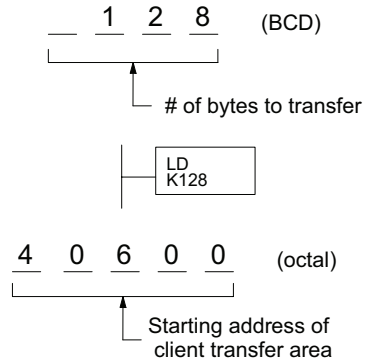 1 2 8 (BCD)
# of bytes to transfer
LD
K128
4 0 6 0 0 (octal)
Starting address of
client transfer area